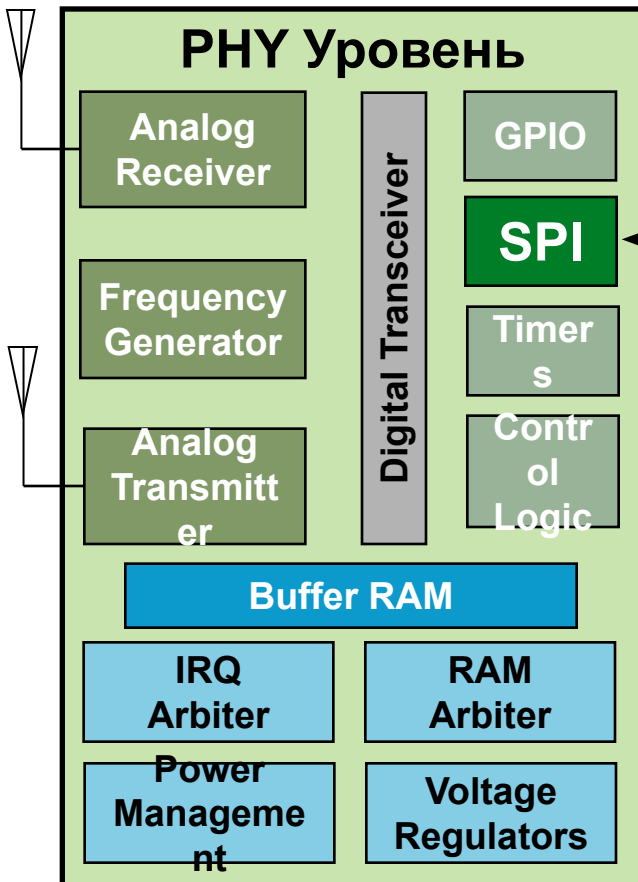 PHY Уровень
Analog
Receiver
Frequency
Generator
Analog
Transmitt
er
Digital Transceiver
GPIO
SPI
Timer
s
Contr
ol
Logic
Buffer RAM
IRQ
Arbiter
RAM
Arbiter
Power
Manageme
nt
Voltage
Regulators